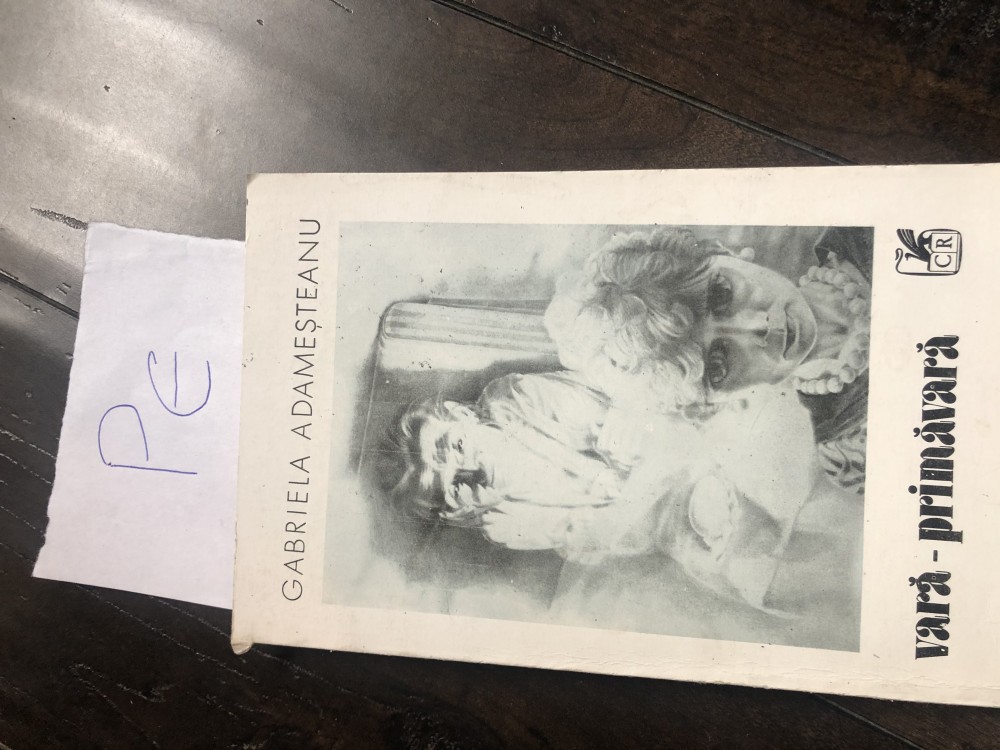 PE
GABRIELA ADAMEȘTEANU
CR
vară - primăvară